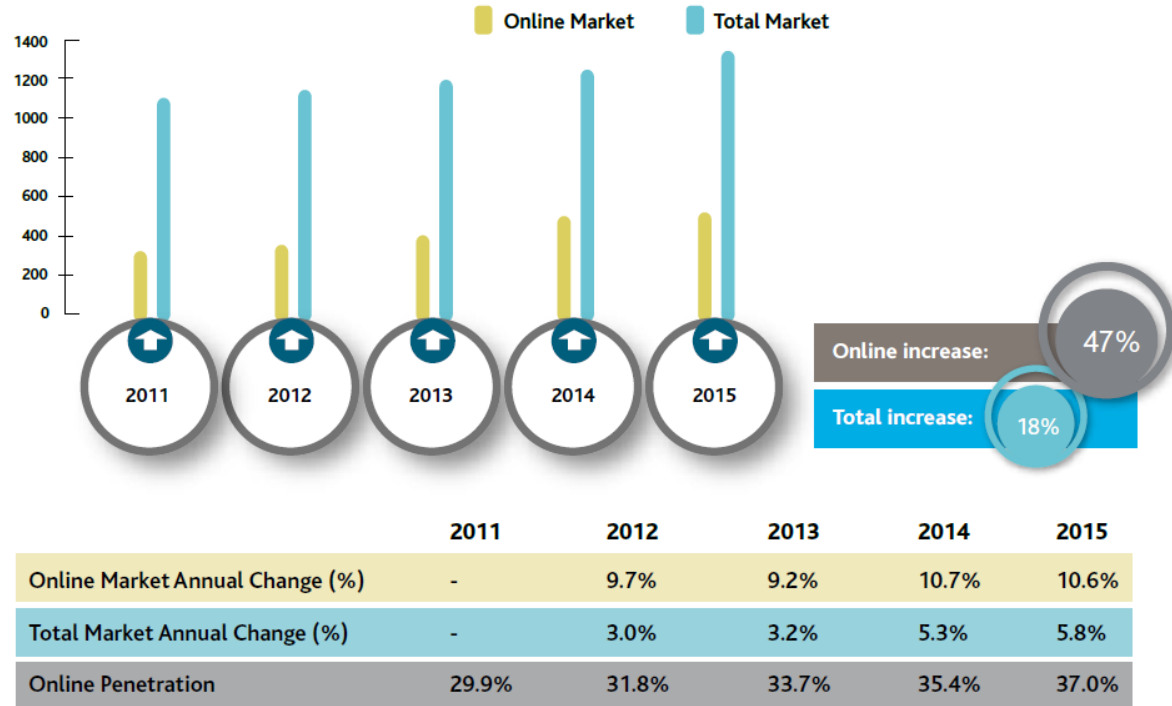 Online Market Total Market
1400
1200
1000
800
600
400
200
0
2011 2012 2013 2014 2015
Online increase: 47%
Total increase: 18%
2011 2012 2013 2014 2015
Online Market Annual Change (%) - 9.7% 9.2% 10.7% 10.6%
Total Market Annual Change (%) - 3.0% 3.2% 5.3% 5.8%
Online Penetration 29.9% 31.8% 33.7% 35.4% 37.0%